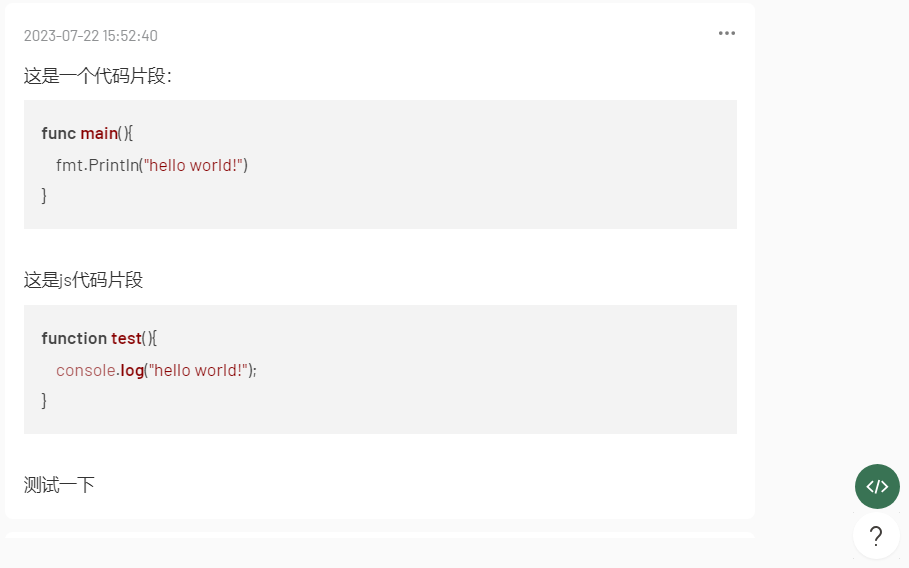 2023-07-22 15:52:40
这是一个代码片段：
func main(){
    fmt.Println("hello world!")
}
这是js代码片段
function test(){
    console.log("hello world!");
}
测试一下
</>
?